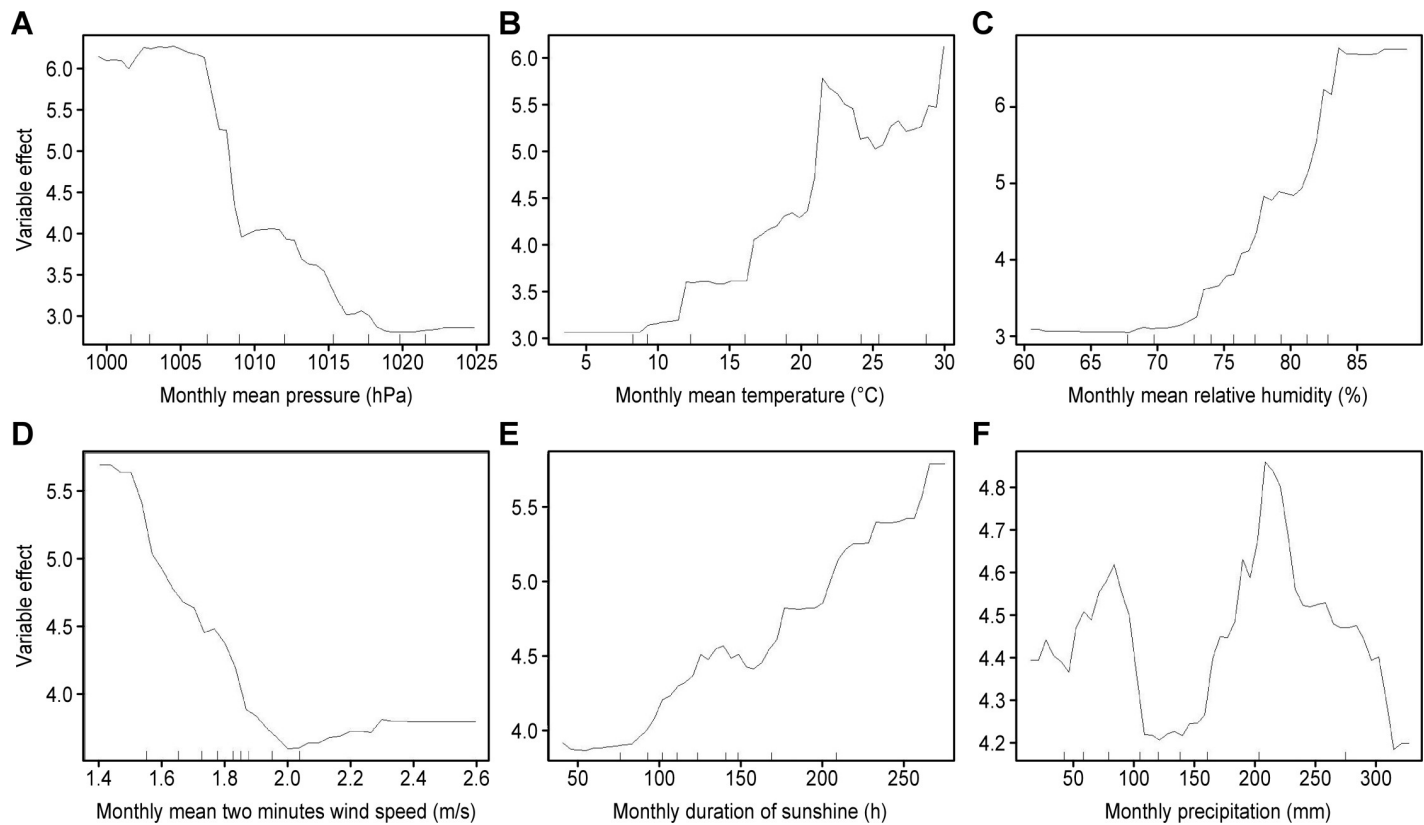 A
B
C
Variable effect
6.0
5.5
5.0
4.5
4.0
3.5
3.0
1000 1005 1010 1015 1020 1025
Monthly mean pressure (hPa)
6.0
5.5
5.0
4.5
4.0
3.5
3.0
5 10 15 20 25 30
Monthly mean temperature (°C)
6
5
4
3
60 65 70 75 80 85
Monthly mean relative humidity (%)
D
E
F
Variable effect
5.5
5.0
4.5
4.0
1.4 1.6 1.8 2.0 2.2 2.4 2.6
Monthly mean two minutes wind speed (m/s)
5.5
5.0
4.5
4.0
50 100 150 200 250
Monthly duration of sunshine (h)
4.8
4.7
4.6
4.5
4.4
4.3
4.2
50 100 150 200 250 300
Monthly precipitation (mm)